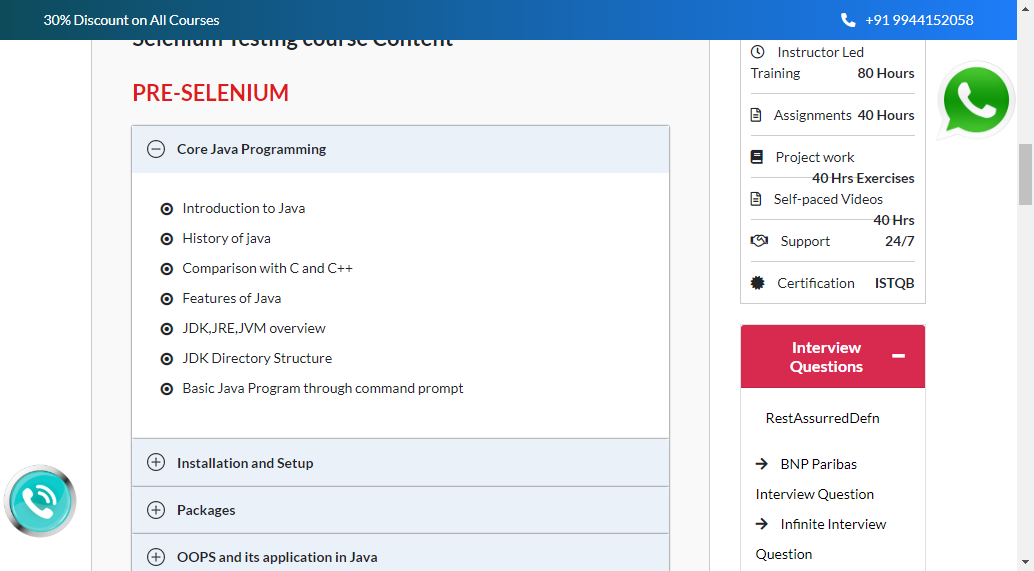 30% Discount on All Courses
+91 9944152058
Selenium Testing course Content
PRE-SELENIUM
Core Java Programming
Introduction to Java
History of java
Comparison with C and C++
Features of Java
JDK,JRE,JVM overview
JDK Directory Structure
Basic Java Program through command prompt
Installation and Setup
Packages
OOPS and its application in Java
Instructor Led
Training 80 Hours
Assignments 40 Hours
Project work
40 Hrs Exercises
Self-paced Videos
40 Hrs
Support 24/7
Certification ISTQB
Interview
Questions
RestAssurredDefn
BNP Paribas
Interview Question
Infinite Interview
Question